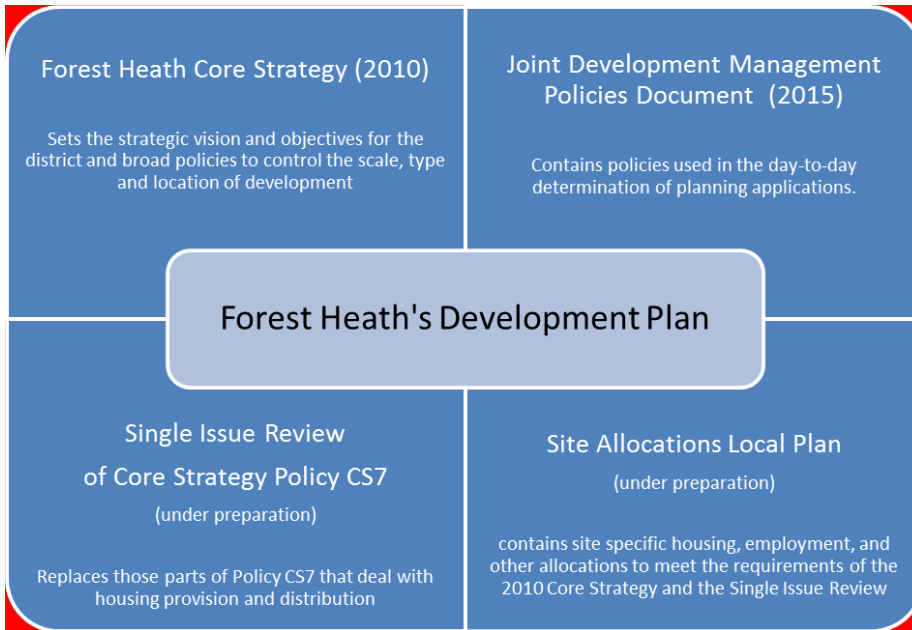 Forest Heath Core Strategy (2010)
Sets the strategic vision and objectives for the
district and broad policies to control the scale, type
and location of development
Joint Development Management
Policies Document (2015)
Contains policies used in the day-to-day
determination of planning applications.
Forest Heath's Development Plan
Single Issue Review
of Core Strategy Policy CS7
(under preparation)
Replaces those parts of Policy CS7 that deal with
housing provision and distribution
Site Allocations Local Plan
(under preparation)
contains site specific housing, employment, and
other allocations to meet the requirements of the
2010 Core Strategy and the Single Issue Review